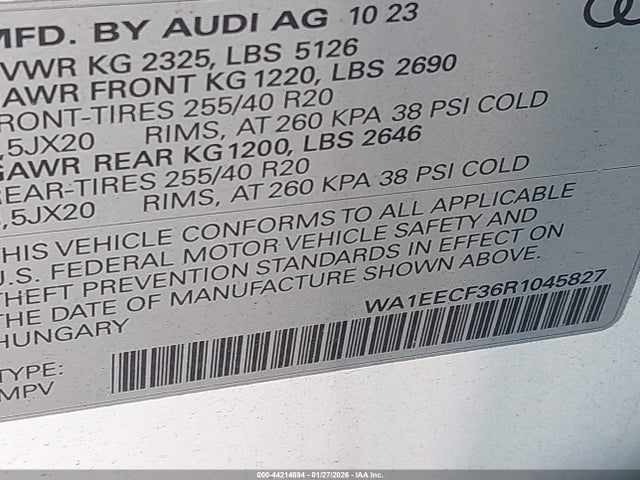 MFD. BY AUDI AG 10 23
VWR KG 2325, LBS 5126
AWR FRONT KG 1220, LBS 2690
RONT-TIRES 255/40 R20
,5JX20 RIMS, AT 260 KPA 38 PSI COLD
GAWR REAR KG 1200, LBS 2646
REAR-TIRES 255/40 R20
,5JX20 RIMS, AT 260 KPA 38 PSI COLD
THIS VEHICLE CONFORMS TO ALL APPLICABLE
U.S. FEDERAL MOTOR VEHICLE SAFETY AND
THEFT PREVENTION STANDARDS IN EFFECT ON
THE DATE OF MANUFACTURE SHOWN ABOVE.
HUNGARY
WA1EECF36R1045827
TYPE:
MPV
000-44214894 | 01/27/2026 | IAA Inc.